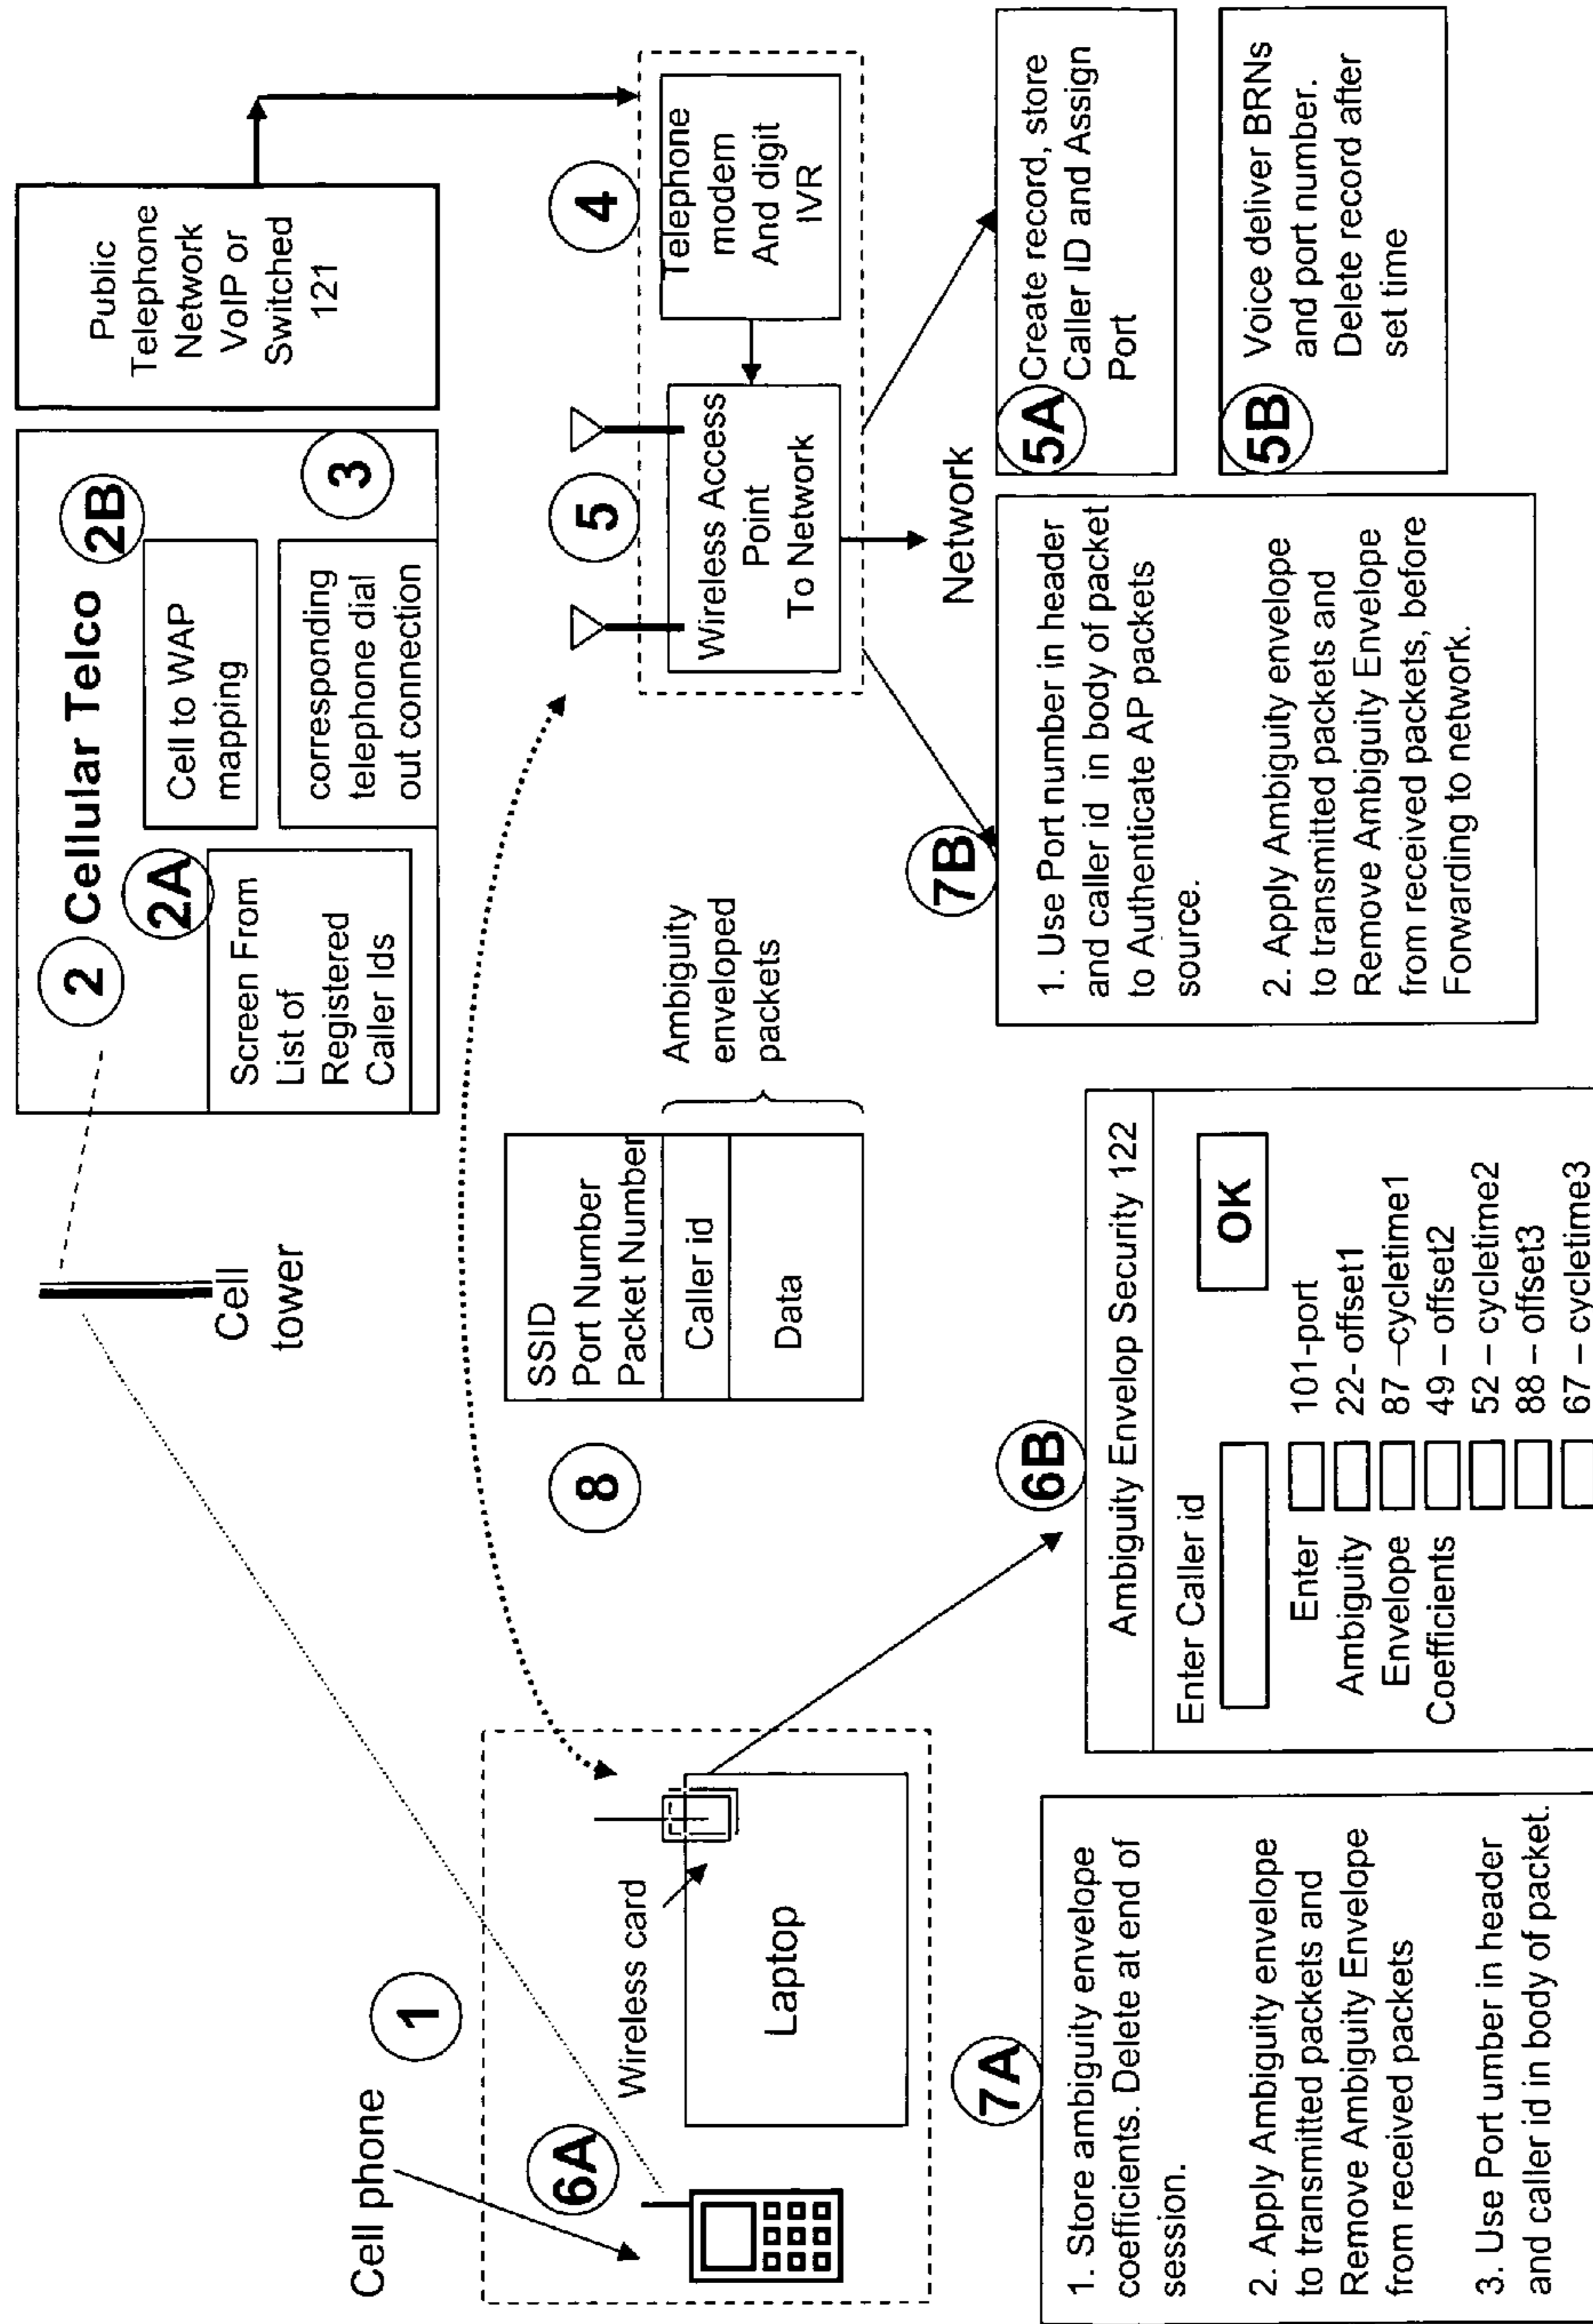 Cell phone
1
6A
Wireless card
Laptop
Cell
tower
2
Cellular Telco
2A
2B
Screen From
List of
Registered
Caller Ids
Cell to WAP
mapping
3
corresponding
telephone dial
out connection
Public
Telephone
Network
VoIP or
Switched
121
8
SSID
Port Number
Packet Number
Caller id
Data
Ambiguity
enveloped
packets
5
Wireless Access
Point
To Network
4
Telephone
modem
And digit
IVR
Network
7A
1. Store ambiguity envelope
coefficients. Delete at end of
session.
2. Apply Ambiguity envelope
to transmitted packets and
Remove Ambiguity Envelope
from received packets
3. Use Port umber in header
and caller id in body of packet.
6B
Ambiguity Envelop Security 122
Enter Caller id
OK
Enter 101-port
Ambiguity 22- offset1
Envelope 87 –cycletime1
Coefficients 49 – offset2
52 – cycletime2
88 – offset3
67 – cycletime3
7B
1. Use Port number in header
and caller id in body of packet
to Authenticate AP packets
source.
2. Apply Ambiguity envelope
to transmitted packets and
Remove Ambiguity Envelope
from received packets, before
Forwarding to network.
5A
Create record, store
Caller ID and Assign
Port
5B
Voice deliver BRNs
and port number.
Delete record after
set time